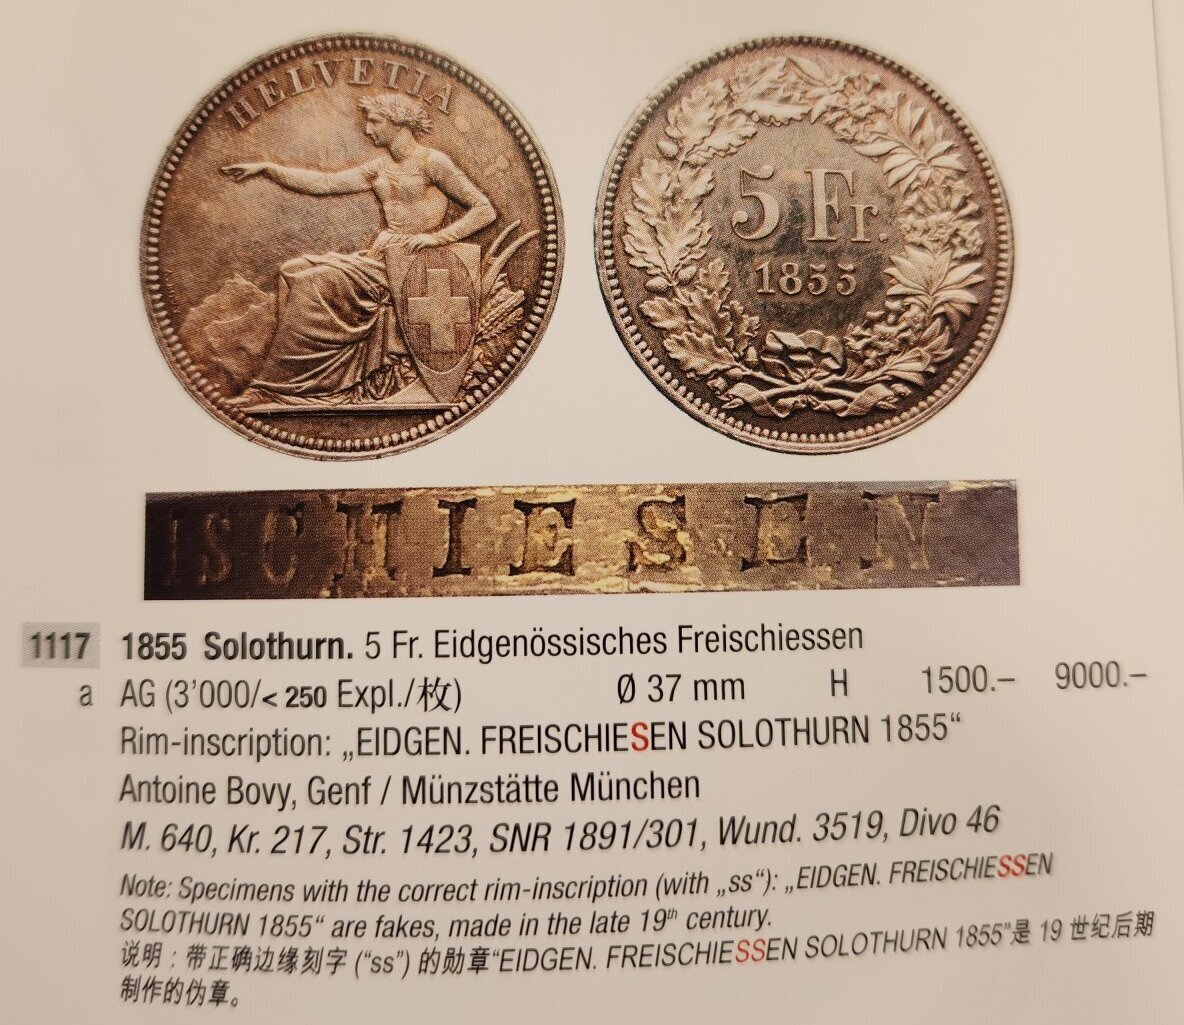 HELVETIA
5 Fr.
1855
ISCHIESEN
1117 1855 Solothurn. 5 Fr. Eidgenössisches Freischiessen
a AG (3'000/< 250 Expl./枚) Ø 37 mm H 1500.– 9000.–
Rim-inscription: „EIDGEN. FREISCHIESEN SOLOTHURN 1855“
Antoine Bovy, Genf / Münzstätte München
M. 640, Kr. 217, Str. 1423, SNR 1891/301, Wund. 3519, Divo 46
Note: Specimens with the correct rim-inscription (with „ss“): „EIDGEN. FREISCHIESSEN
SOLOTHURN 1855“ are fakes, made in the late 19th century.
说明：带正确边缘刻字 (“ss”) 的勋章“EIDGEN. FREISCHIESSEN SOLOTHURN 1855”是 19 世纪后期
制作的伪章。